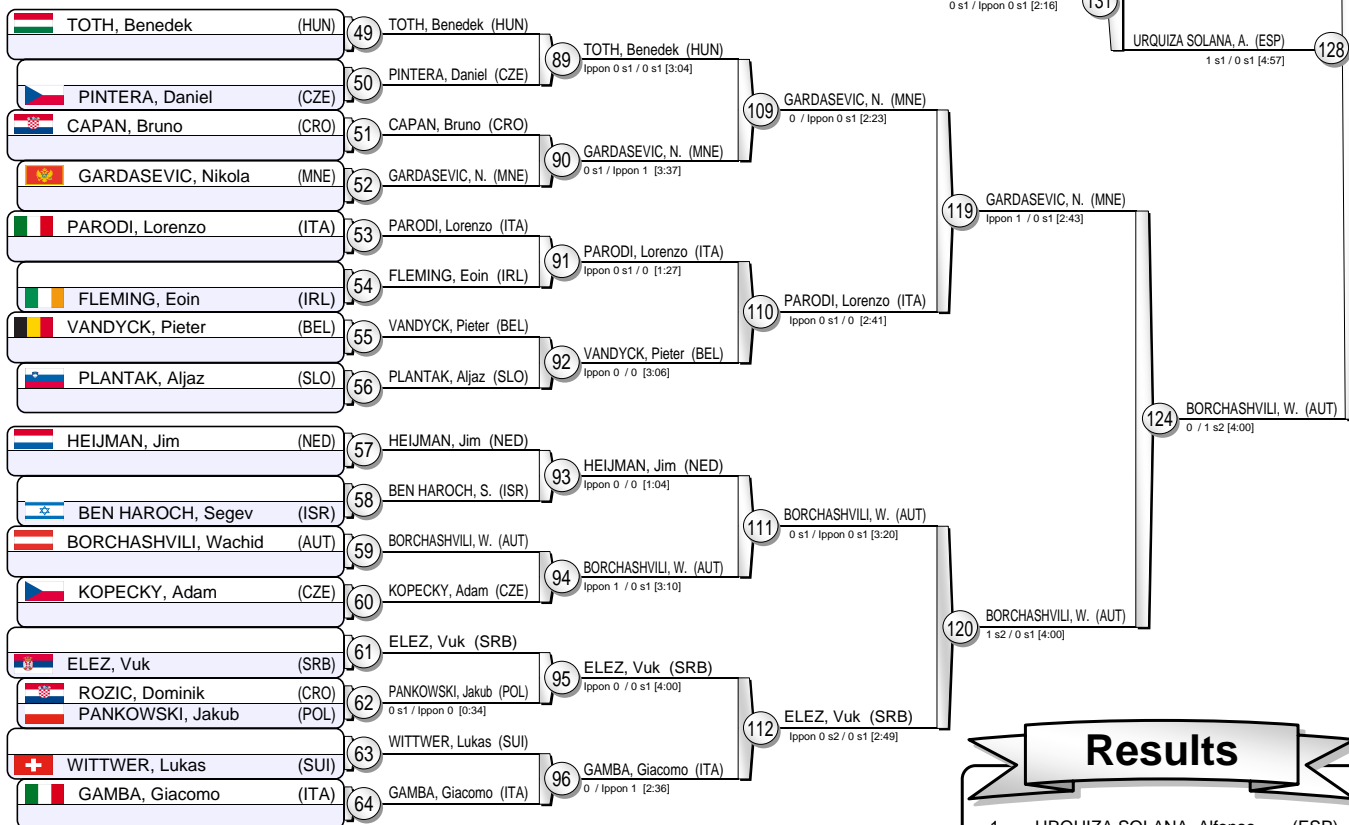 0 s1 / Ippon 0 s1 [2:16]
131
URQUIZA SOLANA, A. (ESP)
1 s1 / 0 s1 [4:57]
128
TOTH, Benedek (HUN)
PINTERA, Daniel (CZE)
CAPAN, Bruno (CRO)
GARDASEVIC, Nikola (MNE)
PARODI, Lorenzo (ITA)
FLEMING, Eoin (IRL)
VANDYCK, Pieter (BEL)
PLANTAK, Aljaz (SLO)
HEIJMAN, Jim (NED)
BEN HAROCH, Segev (ISR)
BORCHASHVILI, Wachid (AUT)
KOPECKY, Adam (CZE)
ELEZ, Vuk (SRB)
ROZIC, Dominik (CRO)
PANKOWSKI, Jakub (POL)
WITTWER, Lukas (SUI)
GAMBA, Giacomo (ITA)
49 TOTH, Benedek (HUN)
50 PINTERA, Daniel (CZE)
51 CAPAN, Bruno (CRO)
52 GARDASEVIC, N. (MNE)
53 PARODI, Lorenzo (ITA)
54 FLEMING, Eoin (IRL)
55 VANDYCK, Pieter (BEL)
56 PLANTAK, Aljaz (SLO)
57 HEIJMAN, Jim (NED)
58 BEN HAROCH, S. (ISR)
59 BORCHASHVILI, W. (AUT)
60 KOPECKY, Adam (CZE)
61 ELEZ, Vuk (SRB)
62 PANKOWSKI, Jakub (POL)
0 s1 / Ippon 0 [0:34]
63 WITTWER, Lukas (SUI)
64 GAMBA, Giacomo (ITA)
89 TOTH, Benedek (HUN)
Ippon 0 s1 / 0 s1 [3:04]
90 GARDASEVIC, N. (MNE)
0 s1 / Ippon 1 [3:37]
91 PARODI, Lorenzo (ITA)
Ippon 0 s1 / 0 [1:27]
92 VANDYCK, Pieter (BEL)
Ippon 0 / 0 [3:06]
93 HEIJMAN, Jim (NED)
Ippon 0 / 0 [1:04]
94 BORCHASHVILI, W. (AUT)
Ippon 1 / 0 s1 [3:10]
95 ELEZ, Vuk (SRB)
Ippon 0 / 0 s1 [4:00]
96 GAMBA, Giacomo (ITA)
0 / Ippon 1 [2:36]
109 GARDASEVIC, N. (MNE)
0 / Ippon 0 s1 [2:23]
110 PARODI, Lorenzo (ITA)
Ippon 0 s1 / 0 [2:41]
111 BORCHASHVILI, W. (AUT)
0 s1 / Ippon 0 s1 [3:20]
112 ELEZ, Vuk (SRB)
Ippon 0 s2 / 0 s1 [2:49]
119 GARDASEVIC, N. (MNE)
Ippon 1 / 0 s1 [2:43]
120 BORCHASHVILI, W. (AUT)
1 s2 / 0 s1 [4:00]
124 BORCHASHVILI, W. (AUT)
0 / 1 s2 [4:00]
Results
1. URQUIZA SOLANA, Alfonso (ESP)